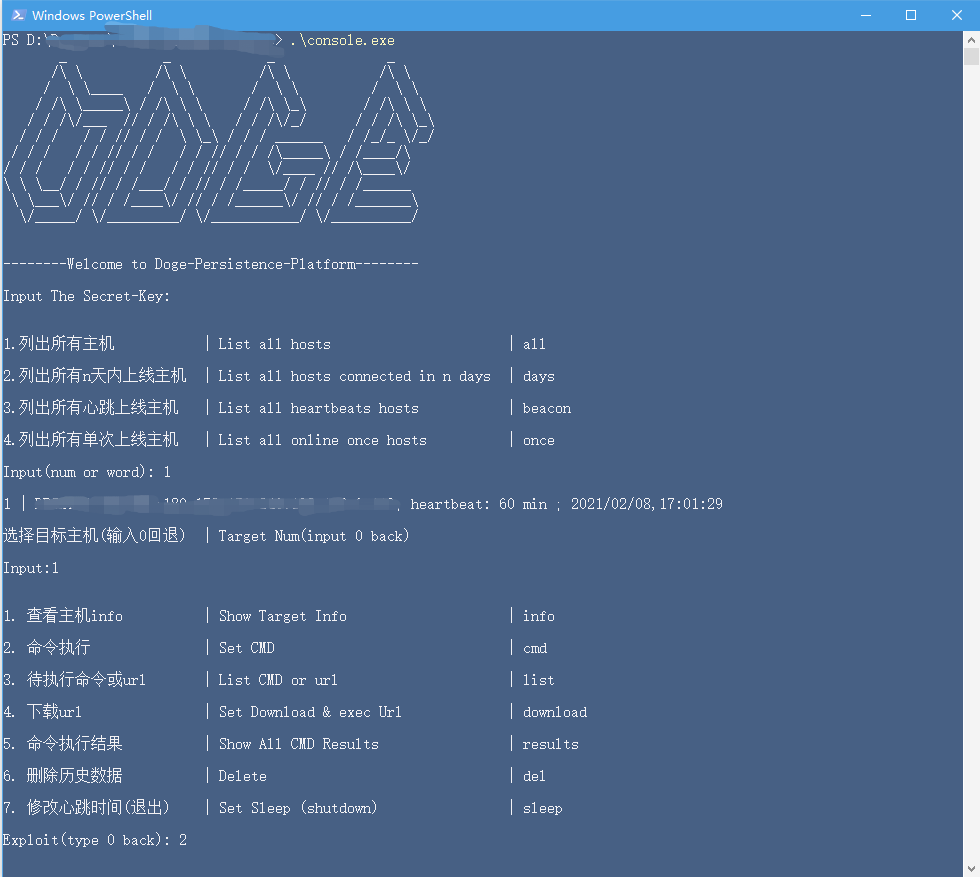 Windows PowerShell
PS D:\ > .\console.exe
--------Welcome to Doge-Persistence-Platform--------
Input The Secret-Key:
1.列出所有主机 | List all hosts | all
2.列出所有n天内上线主机 | List all hosts connected in n days | days
3.列出所有心跳上线主机 | List all heartbeats hosts | beacon
4.列出所有单次上线主机 | List all online once hosts | once
Input(num or word): 1
1 | ; heartbeat: 60 min ; 2021/02/08,17:01:29
选择目标主机(输入0回退) | Target Num(input 0 back)
Input:1
1. 查看主机info | Show Target Info | info
2. 命令执行 | Set CMD | cmd
3. 待执行命令或url | List CMD or url | list
4. 下载url | Set Download & exec Url | download
5. 命令执行结果 | Show All CMD Results | results
6. 删除历史数据 | Delete | del
7. 修改心跳时间(退出) | Set Sleep (shutdown) | sleep
Exploit(type 0 back): 2